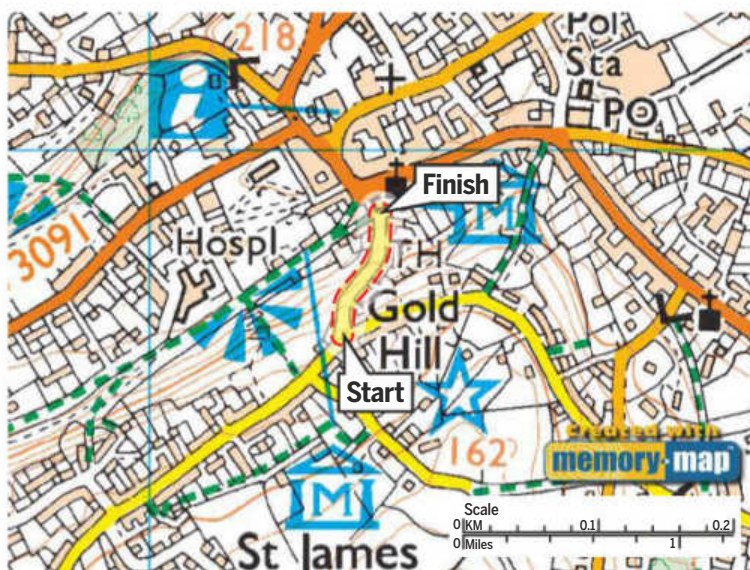 218
Pol
Sta
PO
i
Finish
M
3091
Hospl
TH
Gold
Hill
Start
162
created with
memory-map
M
St James
Scale
0 KM 0.1 0.2
0 Miles 1